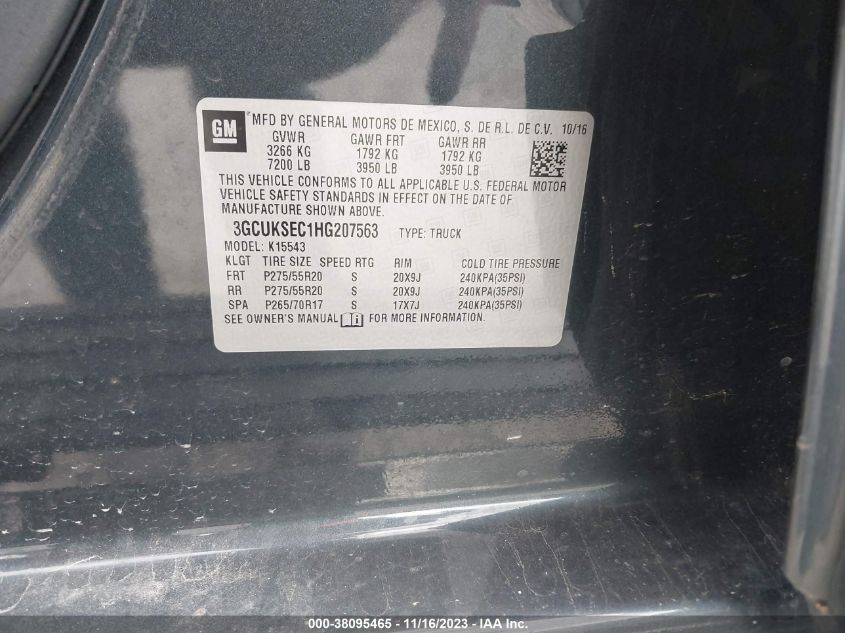 GM
MFD BY GENERAL MOTORS DE MEXICO, S. DE R.L. DE C.V. 10/16
GVWR GAWR FRT GAWR RR
3266 KG 1792 KG 1792 KG
7200 LB 3950 LB 3950 LB
THIS VEHICLE CONFORMS TO ALL APPLICABLE U.S. FEDERAL MOTOR
VEHICLE SAFETY STANDARDS IN EFFECT ON THE DATE OF
MANUFACTURE SHOWN ABOVE.
3GCUKSEC1HG207563 TYPE: TRUCK
MODEL: K15543
KLGT TIRE SIZE SPEED RTG RIM COLD TIRE PRESSURE
FRT P275/55R20 S 20X9J 240KPA(35PSI)
RR P275/55R20 S 20X9J 240KPA(35PSI)
SPA P265/70R17 S 17X7J 240KPA(35PSI)
SEE OWNER'S MANUAL i FOR MORE INFORMATION.
000-38095465 - 11/16/2023 - IAA Inc.